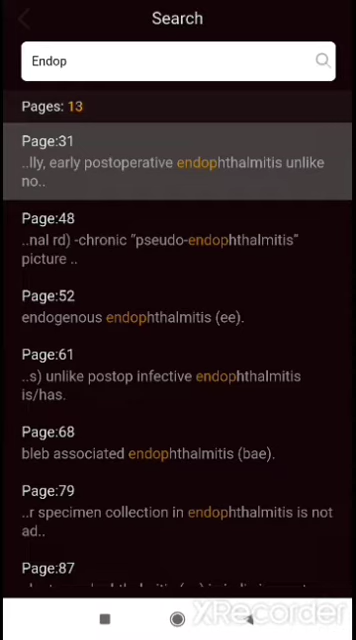 Search
Endop
Pages: 13
Page:31
..lly, early postoperative endophthalmitis unlike
no..
Page:48
..nal rd) -chronic "pseudo-endophthalmitis"
picture ..
Page:52
endogenous endophthalmitis (ee).
Page:61
..s) unlike postop infective endophthalmitis
is/has.
Page:68
bleb associated endophthalmitis (bae).
Page:79
..r specimen collection in endophthalmitis is not
ad..
Page:87
XRecorder